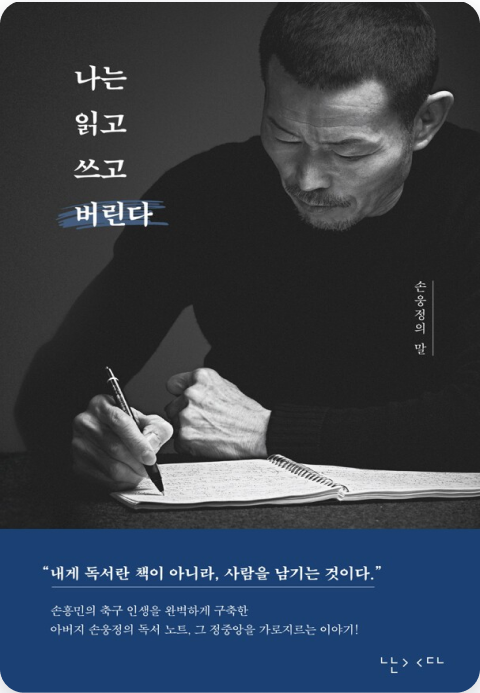 나는
읽고
쓰고
버린다
손웅정의 말
“내게 독서란 책이 아니라, 사람을 남기는 것이다.”
손흥민의 축구 인생을 완벽하게 구축한
아버지 손웅정의 독서 노트, 그 정중앙을 가로지르는 이야기!
난다